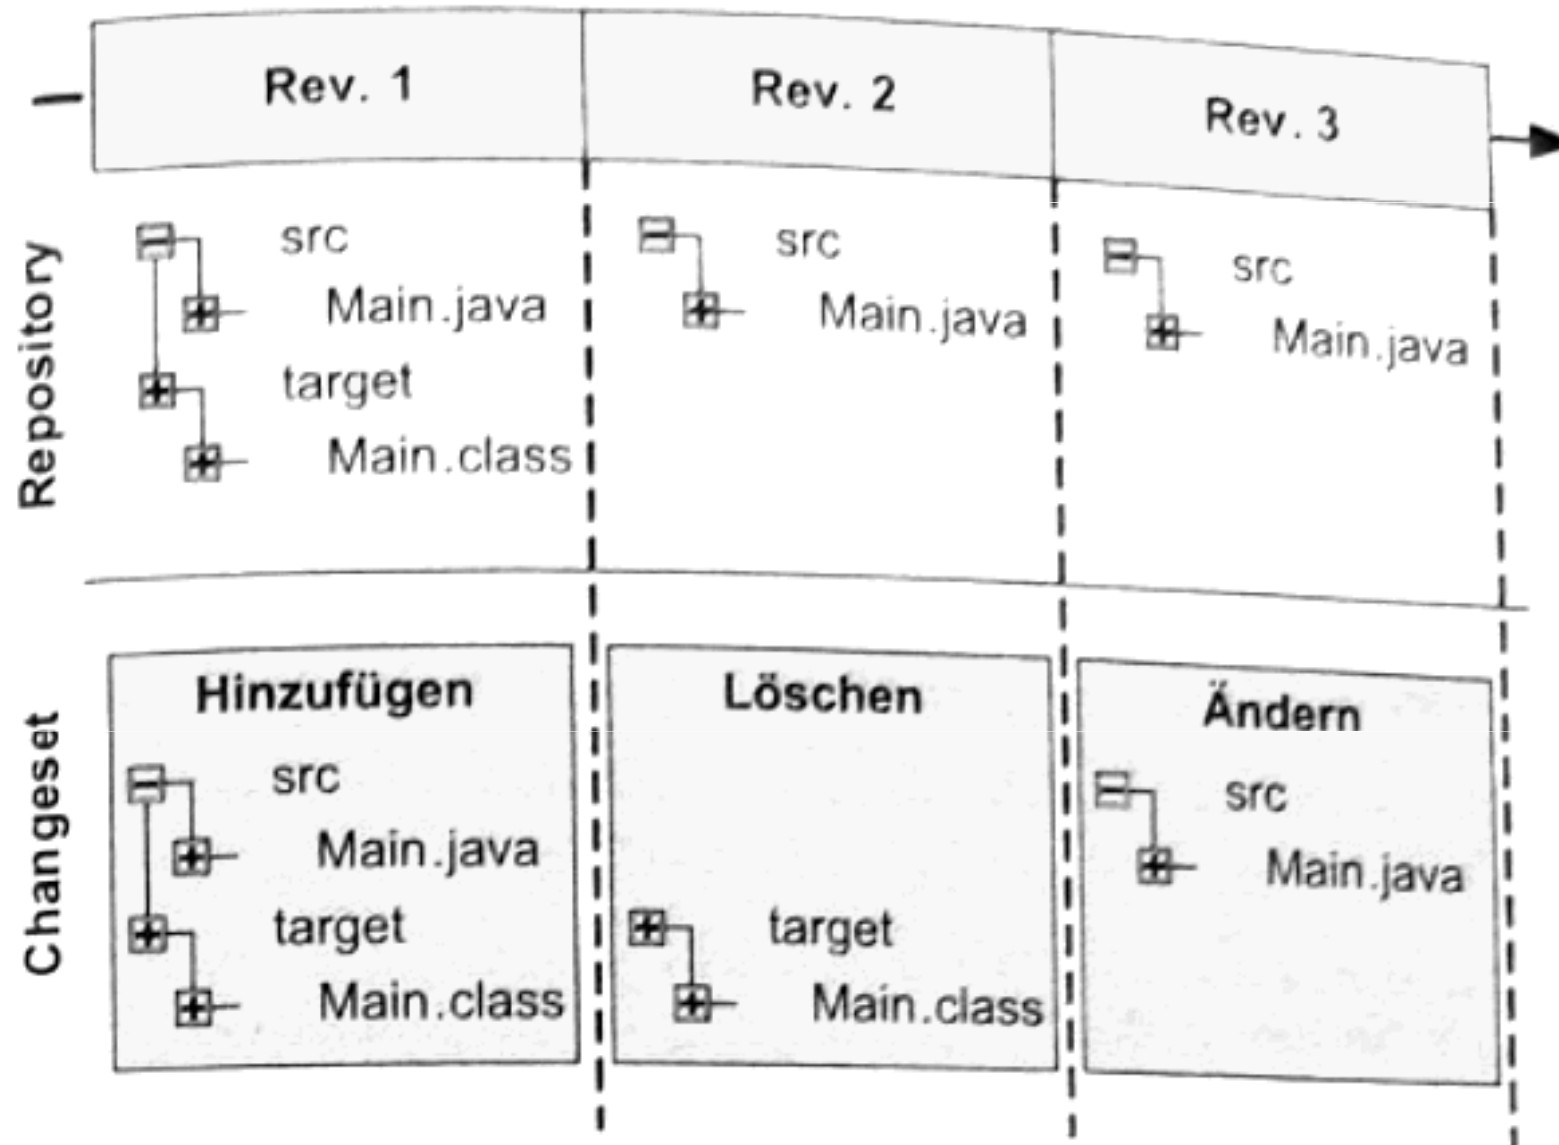 Rev. 1
Rev. 2
Rev. 3
Repository
src
Main.java
target
Main.class
src
Main.java
src
Main.java
Changeset
Hinzufügen
src
Main.java
target
Main.class
Löschen
target
Main.class
Ändern
src
Main.java